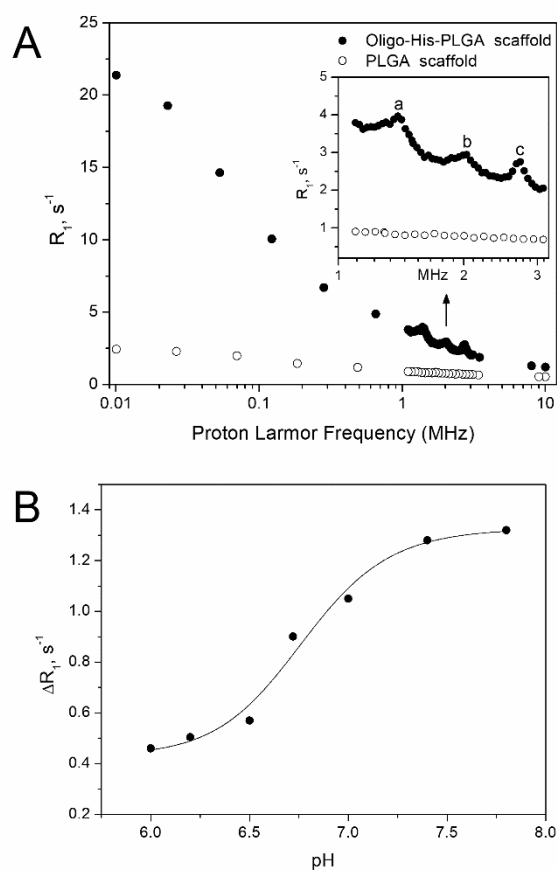 A
● Oligo-His-PLGA scaffold
○ PLGA scaffold
25
20
15
10
5
0
R1, s-1
0.01
0.1
1
10
Proton Larmor Frequency (MHz)
5
4
3
2
1
R1, s-1
a
b
c
1
MHz
2
3
B
1.4
1.2
1.0
0.8
0.6
0.4
0.2
ΔR1, s-1
6.0
6.5
7.0
7.5
8.0
pH